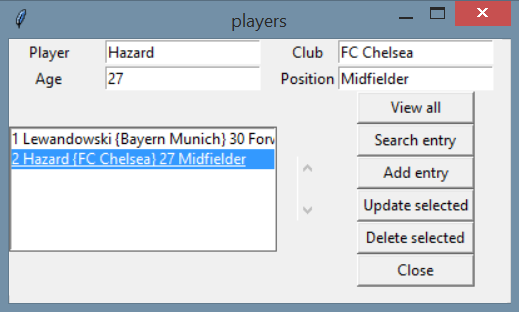 players
Player Hazard Club FC Chelsea
Age 27 Position Midfielder
View all
1 Lewandowski {Bayern Munich} 30 Forv
2 Hazard {FC Chelsea} 27 Midfielder
Search entry
Add entry
Update selected
Delete selected
Close